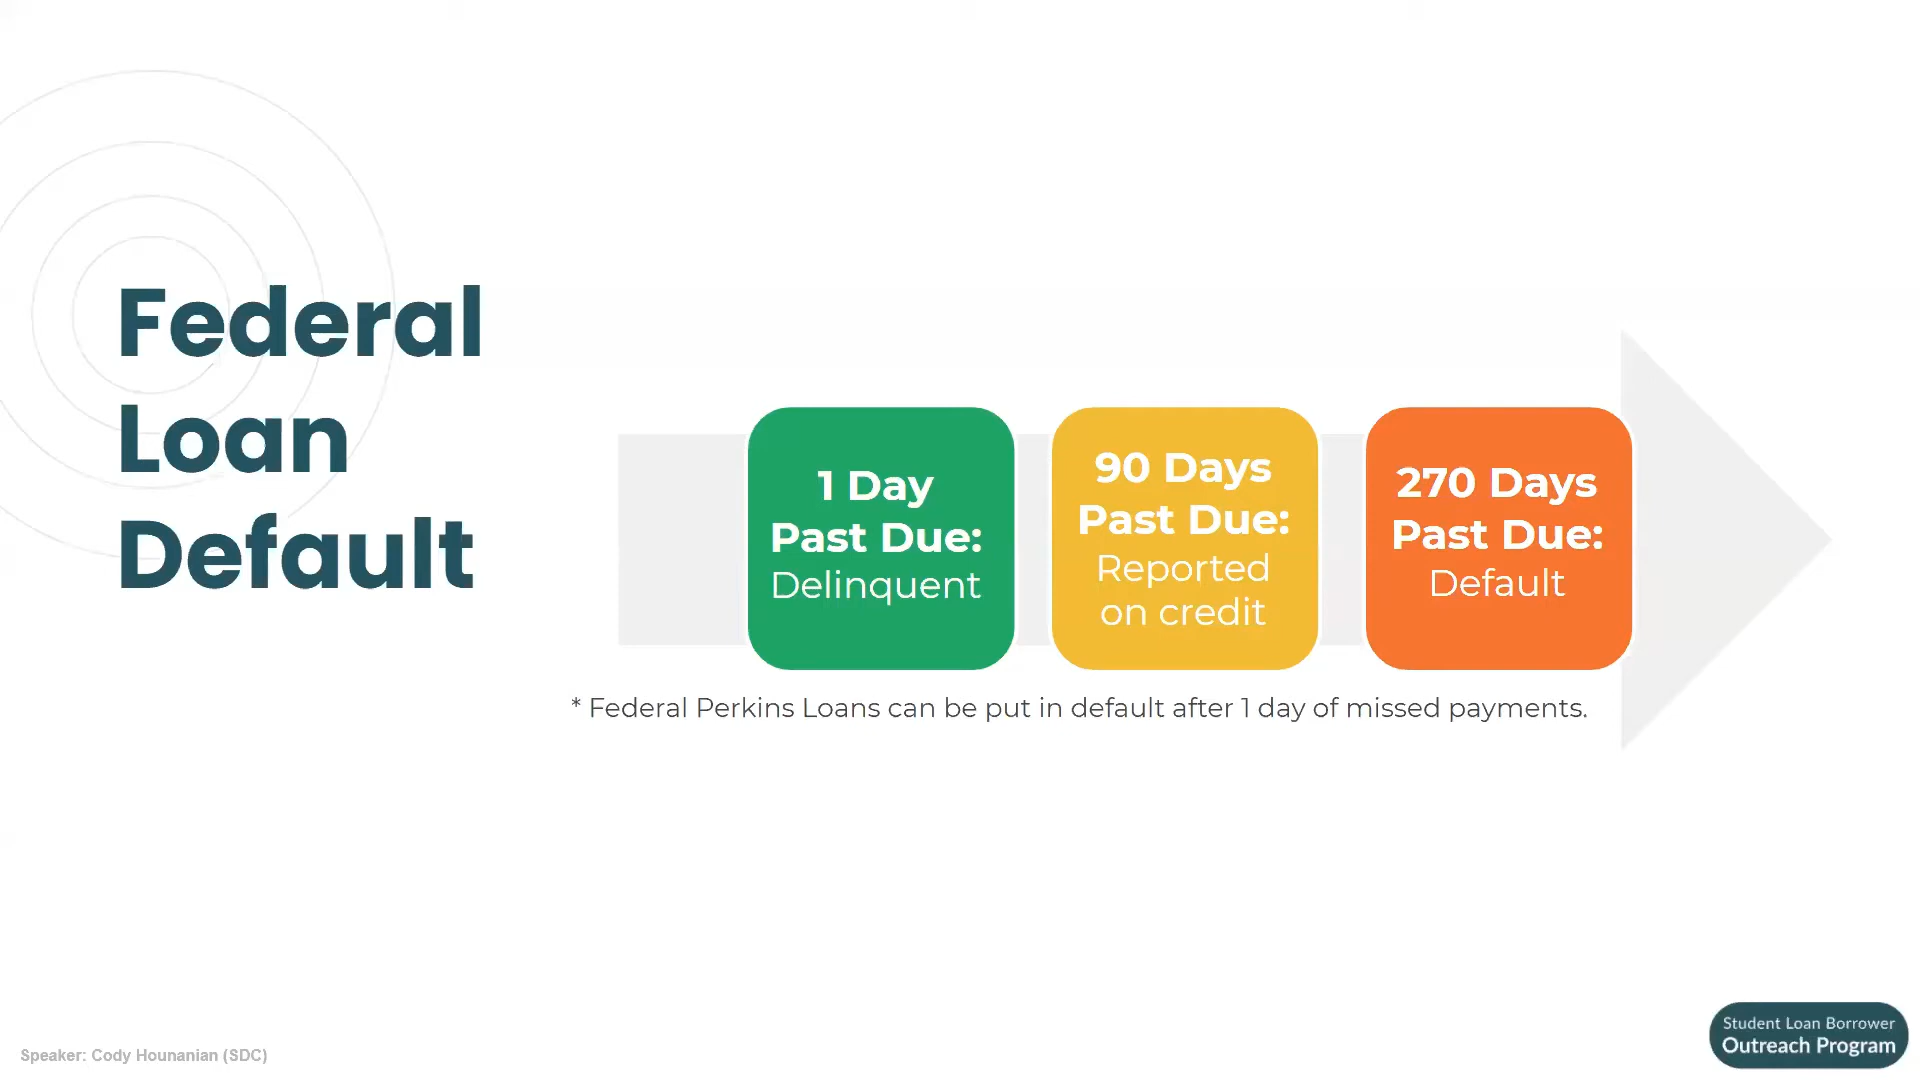 Federal
Loan
Default
1 Day
Past Due:
Delinquent
90 Days
Past Due:
Reported
on credit
270 Days
Past Due:
Default
* Federal Perkins Loans can be put in default after 1 day of missed payments.
Speaker: Cody Hounanian (SDC)
Student Loan Borrower
Outreach Program